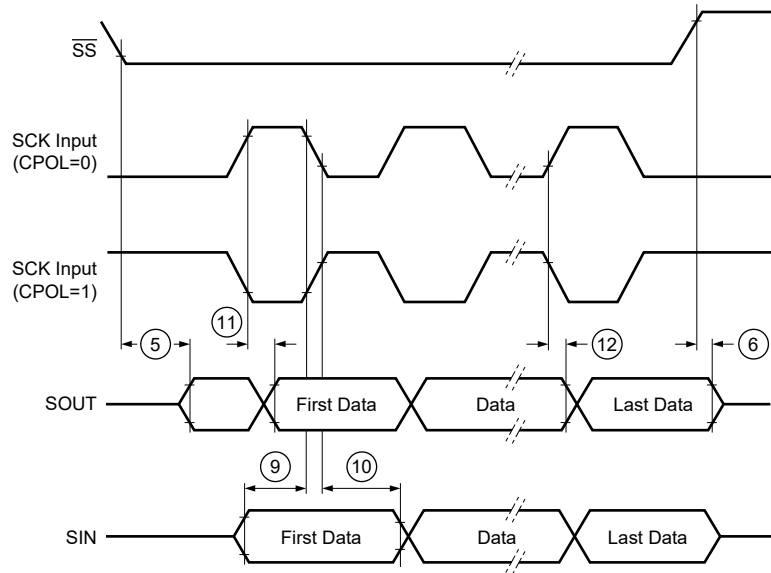 S̅S̅
SCK Input
(CPOL=0)
SCK Input
(CPOL=1)
5
11
12
6
SOUT
First Data
Data
Last Data
9
10
SIN
First Data
Data
Last Data